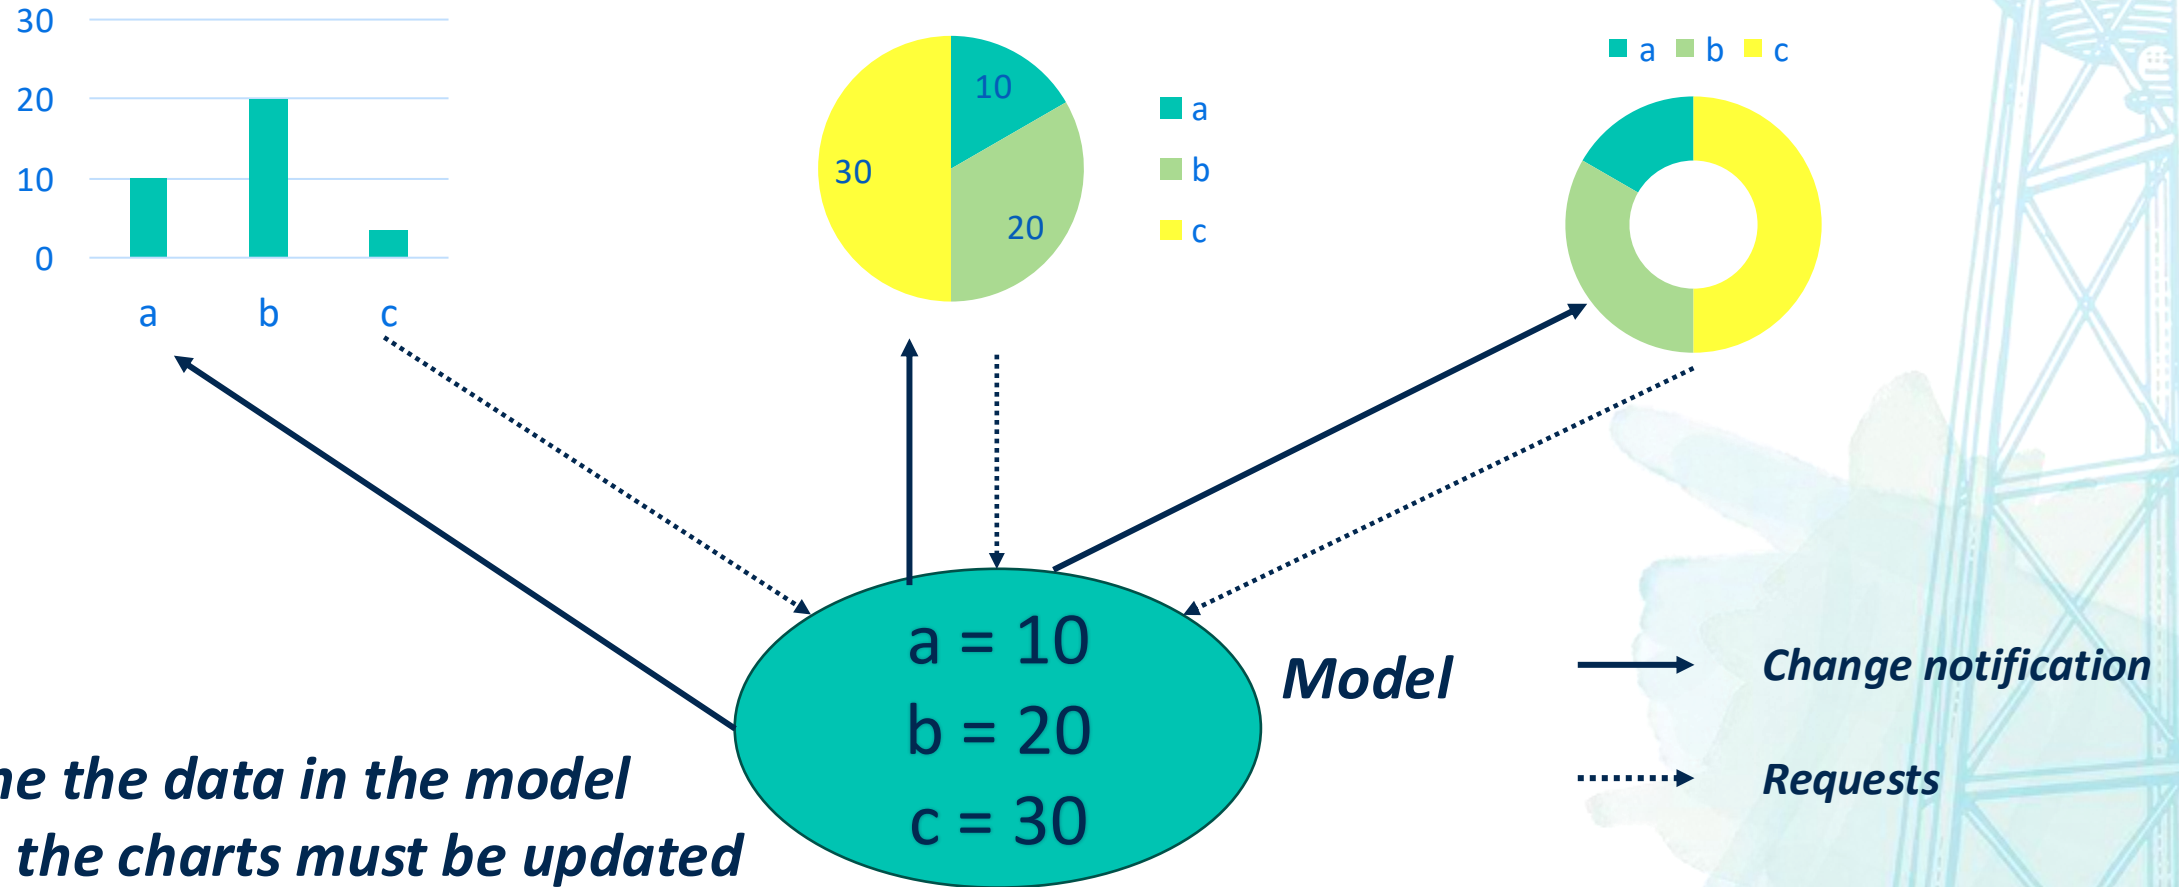 30
20
10
0
a b c
10
20
30
a
b
c
a b c
a = 10
b = 20
c = 30
Model
Change notification
Requests
the data in the model
the charts must be updated